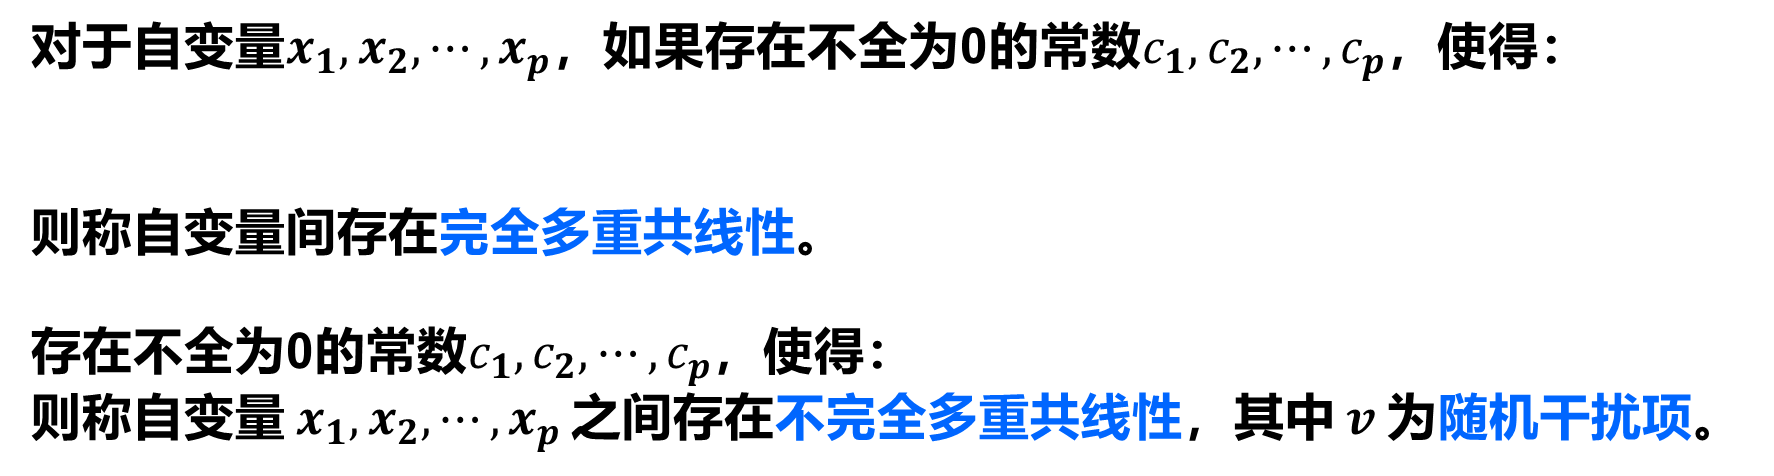 对于自变量x₁, x₂, ⋯, xₚ，如果存在不全为0的常数c₁, c₂, ⋯, cₚ，使得：
则称自变量间存在完全多重共线性。
存在不全为0的常数c₁, c₂, ⋯, cₚ，使得：
则称自变量 x₁, x₂, ⋯, xₚ 之间存在不完全多重共线性，其中 v 为随机干扰项。